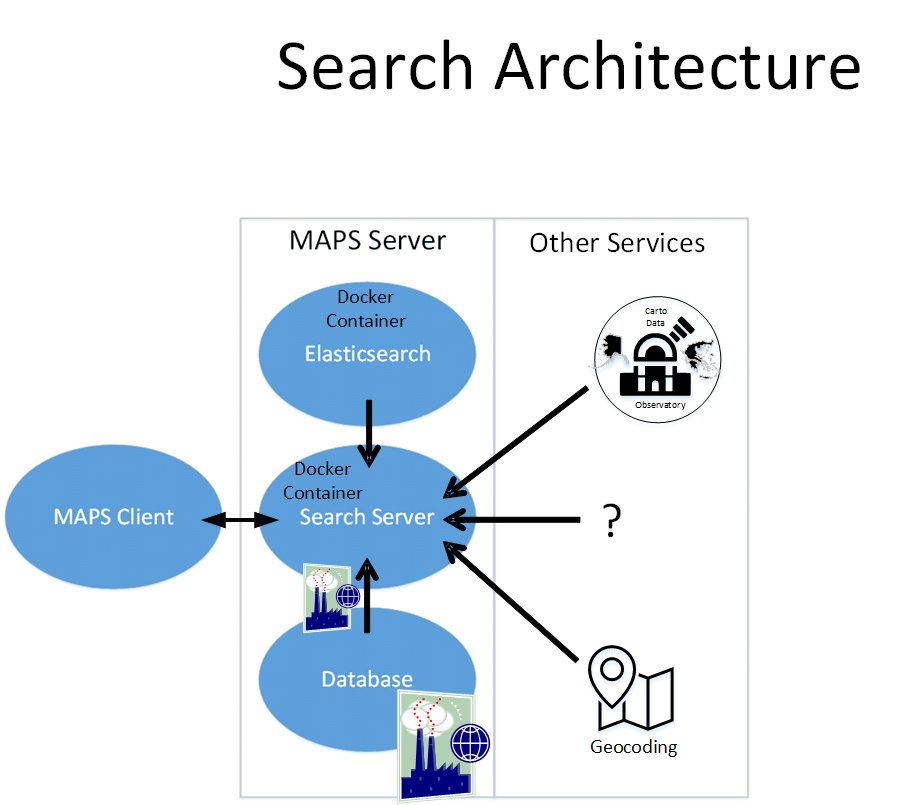 Search Architecture
MAPS Server
Other Services
Docker
Container
Elasticsearch
Carto
Data
Observatory
Docker
Container
Search Server
MAPS Client
?
Database
Geocoding